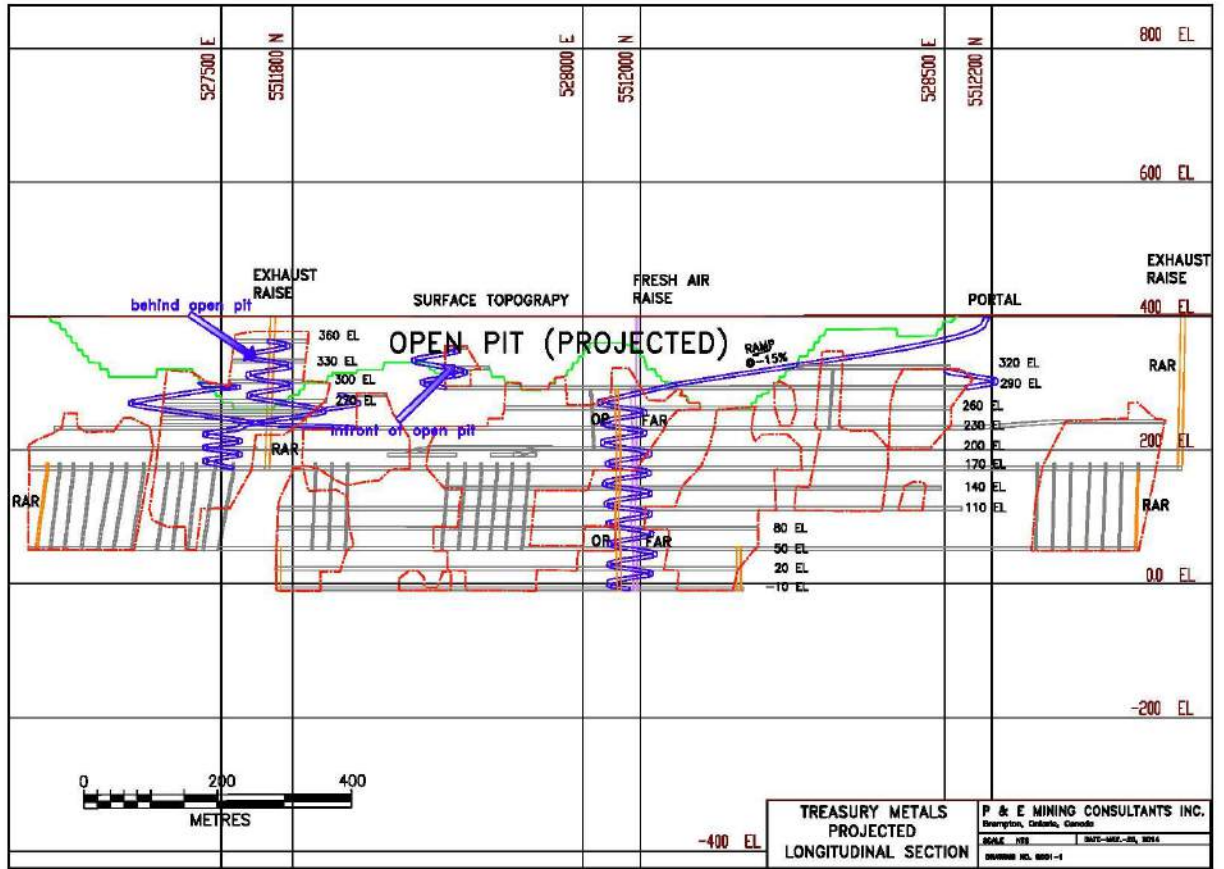 800 EL
527500 E
5511800 N
528000 E
5512000 N
528500 E
5512200 N
600 EL
EXHAUST
RAISE
behind open pit
SURFACE TOPOGRAPY
FRESH AIR
RAISE
PORTAL
EXHAUST
RAISE
400 EL
OPEN PIT (PROJECTED)
360 EL
330 EL
300 EL
infront of open pit
RAMP
@-15%
320 EL
290 EL
260 EL
230 EL
200 EL
170 EL
140 EL
110 EL
RAR
OP
FAR
200 EL
RAR
RAR
RAR
80 EL
OP
FAR
50 EL
20 EL
-10 EL
0.0 EL
-200 EL
0 200 400
METRES
-400 EL
TREASURY METALS
PROJECTED
LONGITUDINAL SECTION
P & E MINING CONSULTANTS INC.
Brampton, Ontario, Canada
SCALE NTS